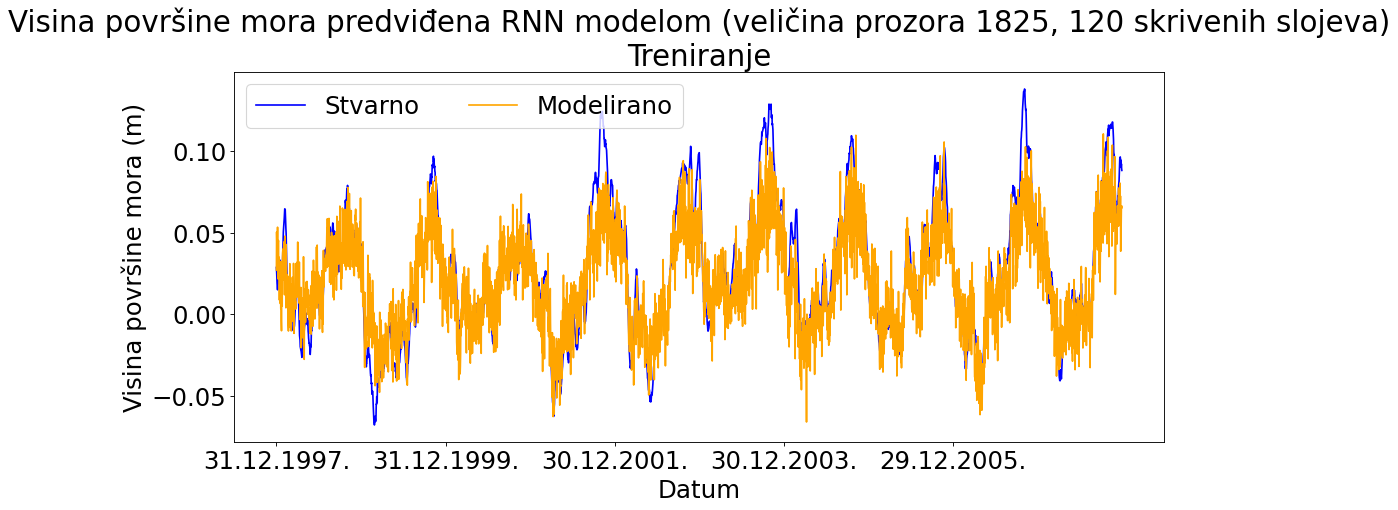 Visina površine mora predviđena RNN modelom (veličina prozora 1825, 120 skrivenih slojeva)
Treniranje
Stvarno Modelirano
Visina površine mora (m)
0.10
0.05
0.00
−0.05
31.12.1997. 31.12.1999. 30.12.2001. 30.12.2003. 29.12.2005.
Datum